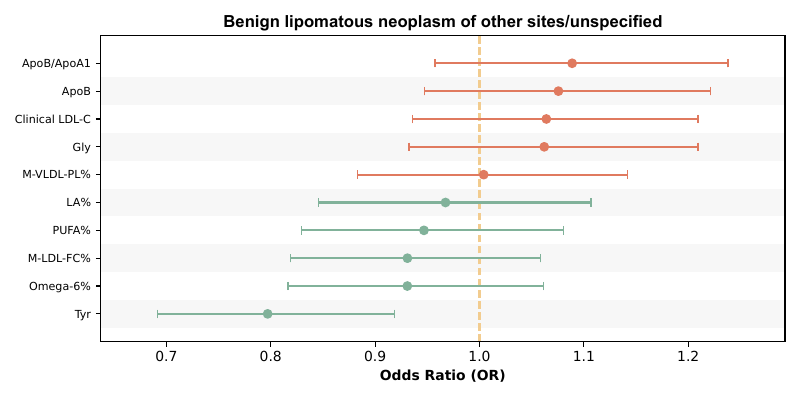 Benign lipomatous neoplasm of other sites/unspecified
ApoB/ApoA1
ApoB
Clinical LDL-C
Gly
M-VLDL-PL%
LA%
PUFA%
M-LDL-FC%
Omega-6%
Tyr
0.7 0.8 0.9 1.0 1.1 1.2
Odds Ratio (OR)